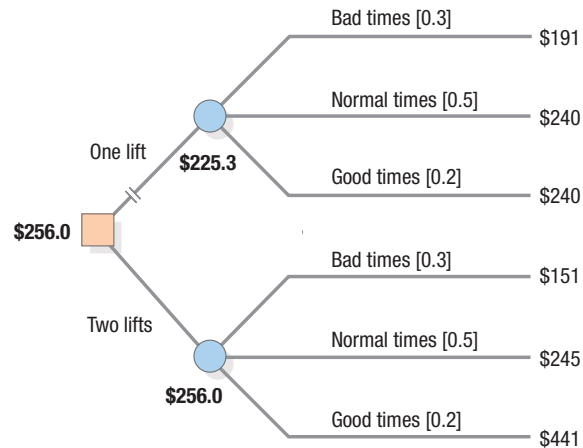 Bad times [0.3]
$191
Normal times [0.5]
$240
One lift
$225.3
Good times [0.2]
$240
$256.0
Bad times [0.3]
$151
Two lifts
Normal times [0.5]
$245
$256.0
Good times [0.2]
$441